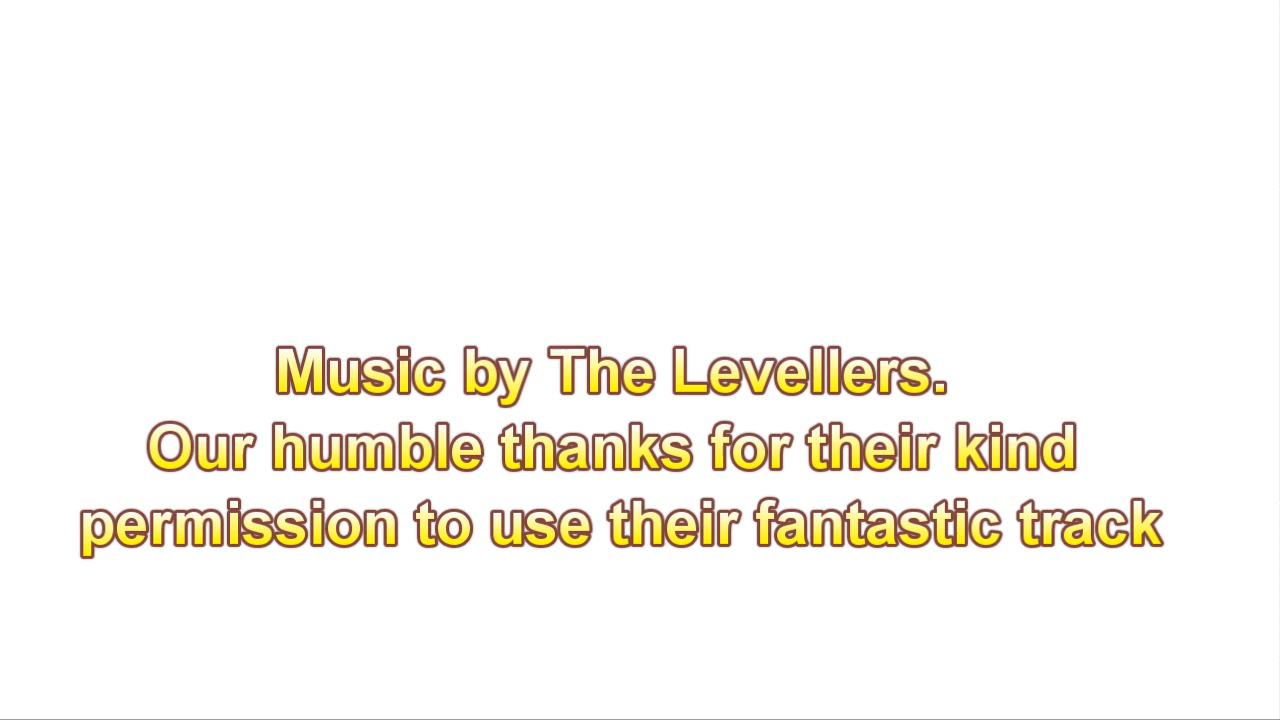 Music by The Levellers.
Our humble thanks for their kind
permission to use their fantastic track